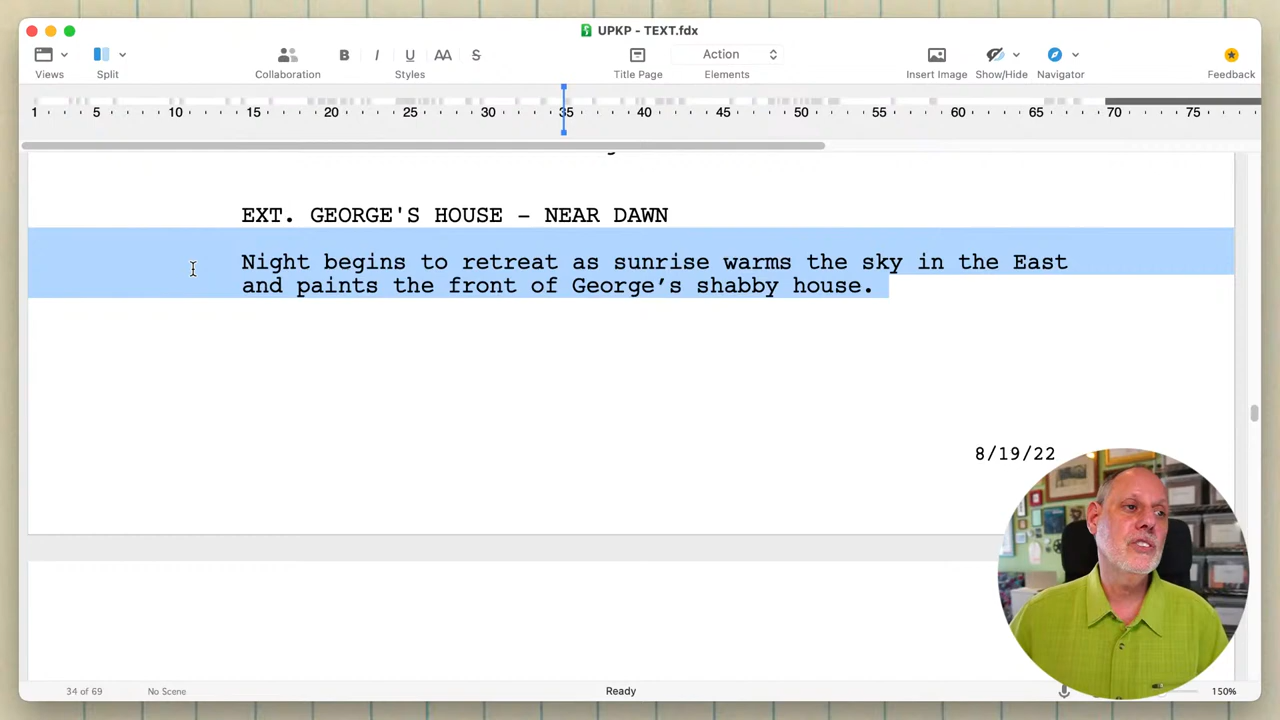 UPKP - TEXT.fdx
B I U AA S
Action
Views Split Collaboration Styles Title Page Elements Insert Image Show/Hide Navigator Feedback
1 5 10 15 20 25 30 35 40 45 50 55 60 65 70 75
EXT. GEORGE'S HOUSE - NEAR DAWN
Night begins to retreat as sunrise warms the sky in the East
and paints the front of George’s shabby house.
8/19/22
34 of 69 No Scene Ready 150%